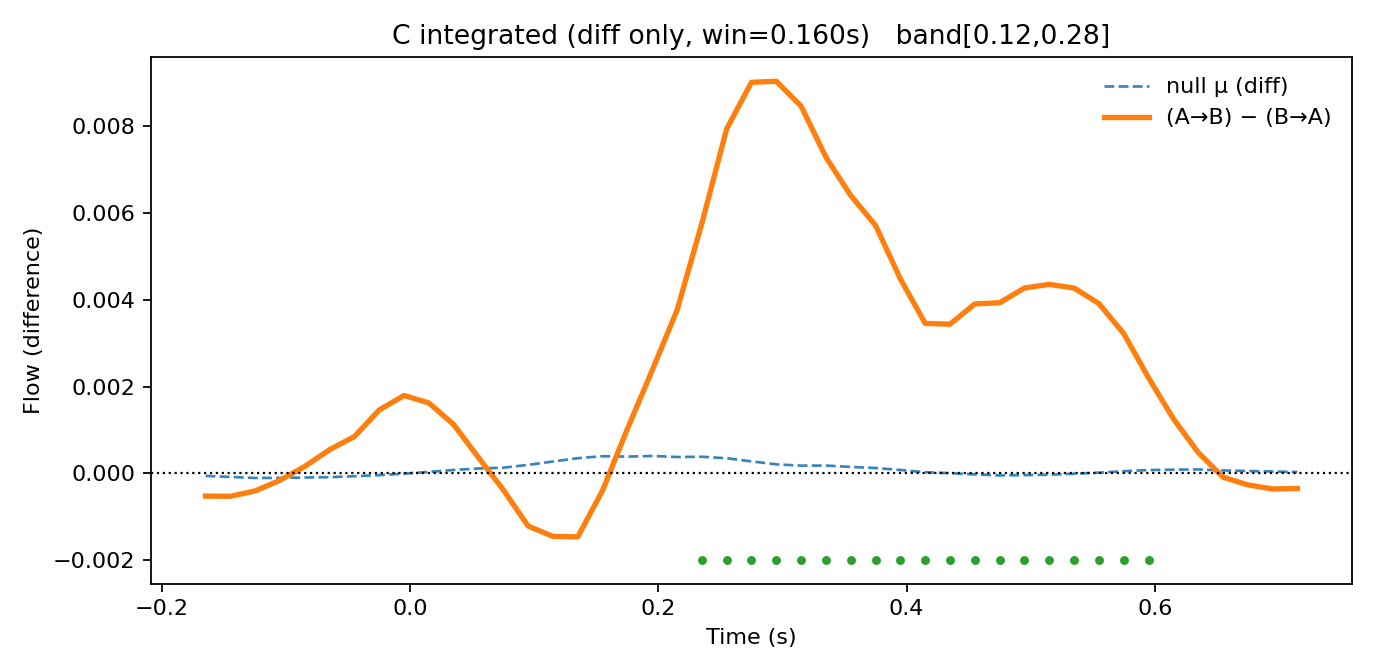 C integrated (diff only, win=0.160s)   band[0.12,0.28]
null μ (diff)
(A→B) − (B→A)
Flow (difference)
0.008
0.006
0.004
0.002
0.000
−0.002
−0.2
0.0
0.2
0.4
0.6
Time (s)